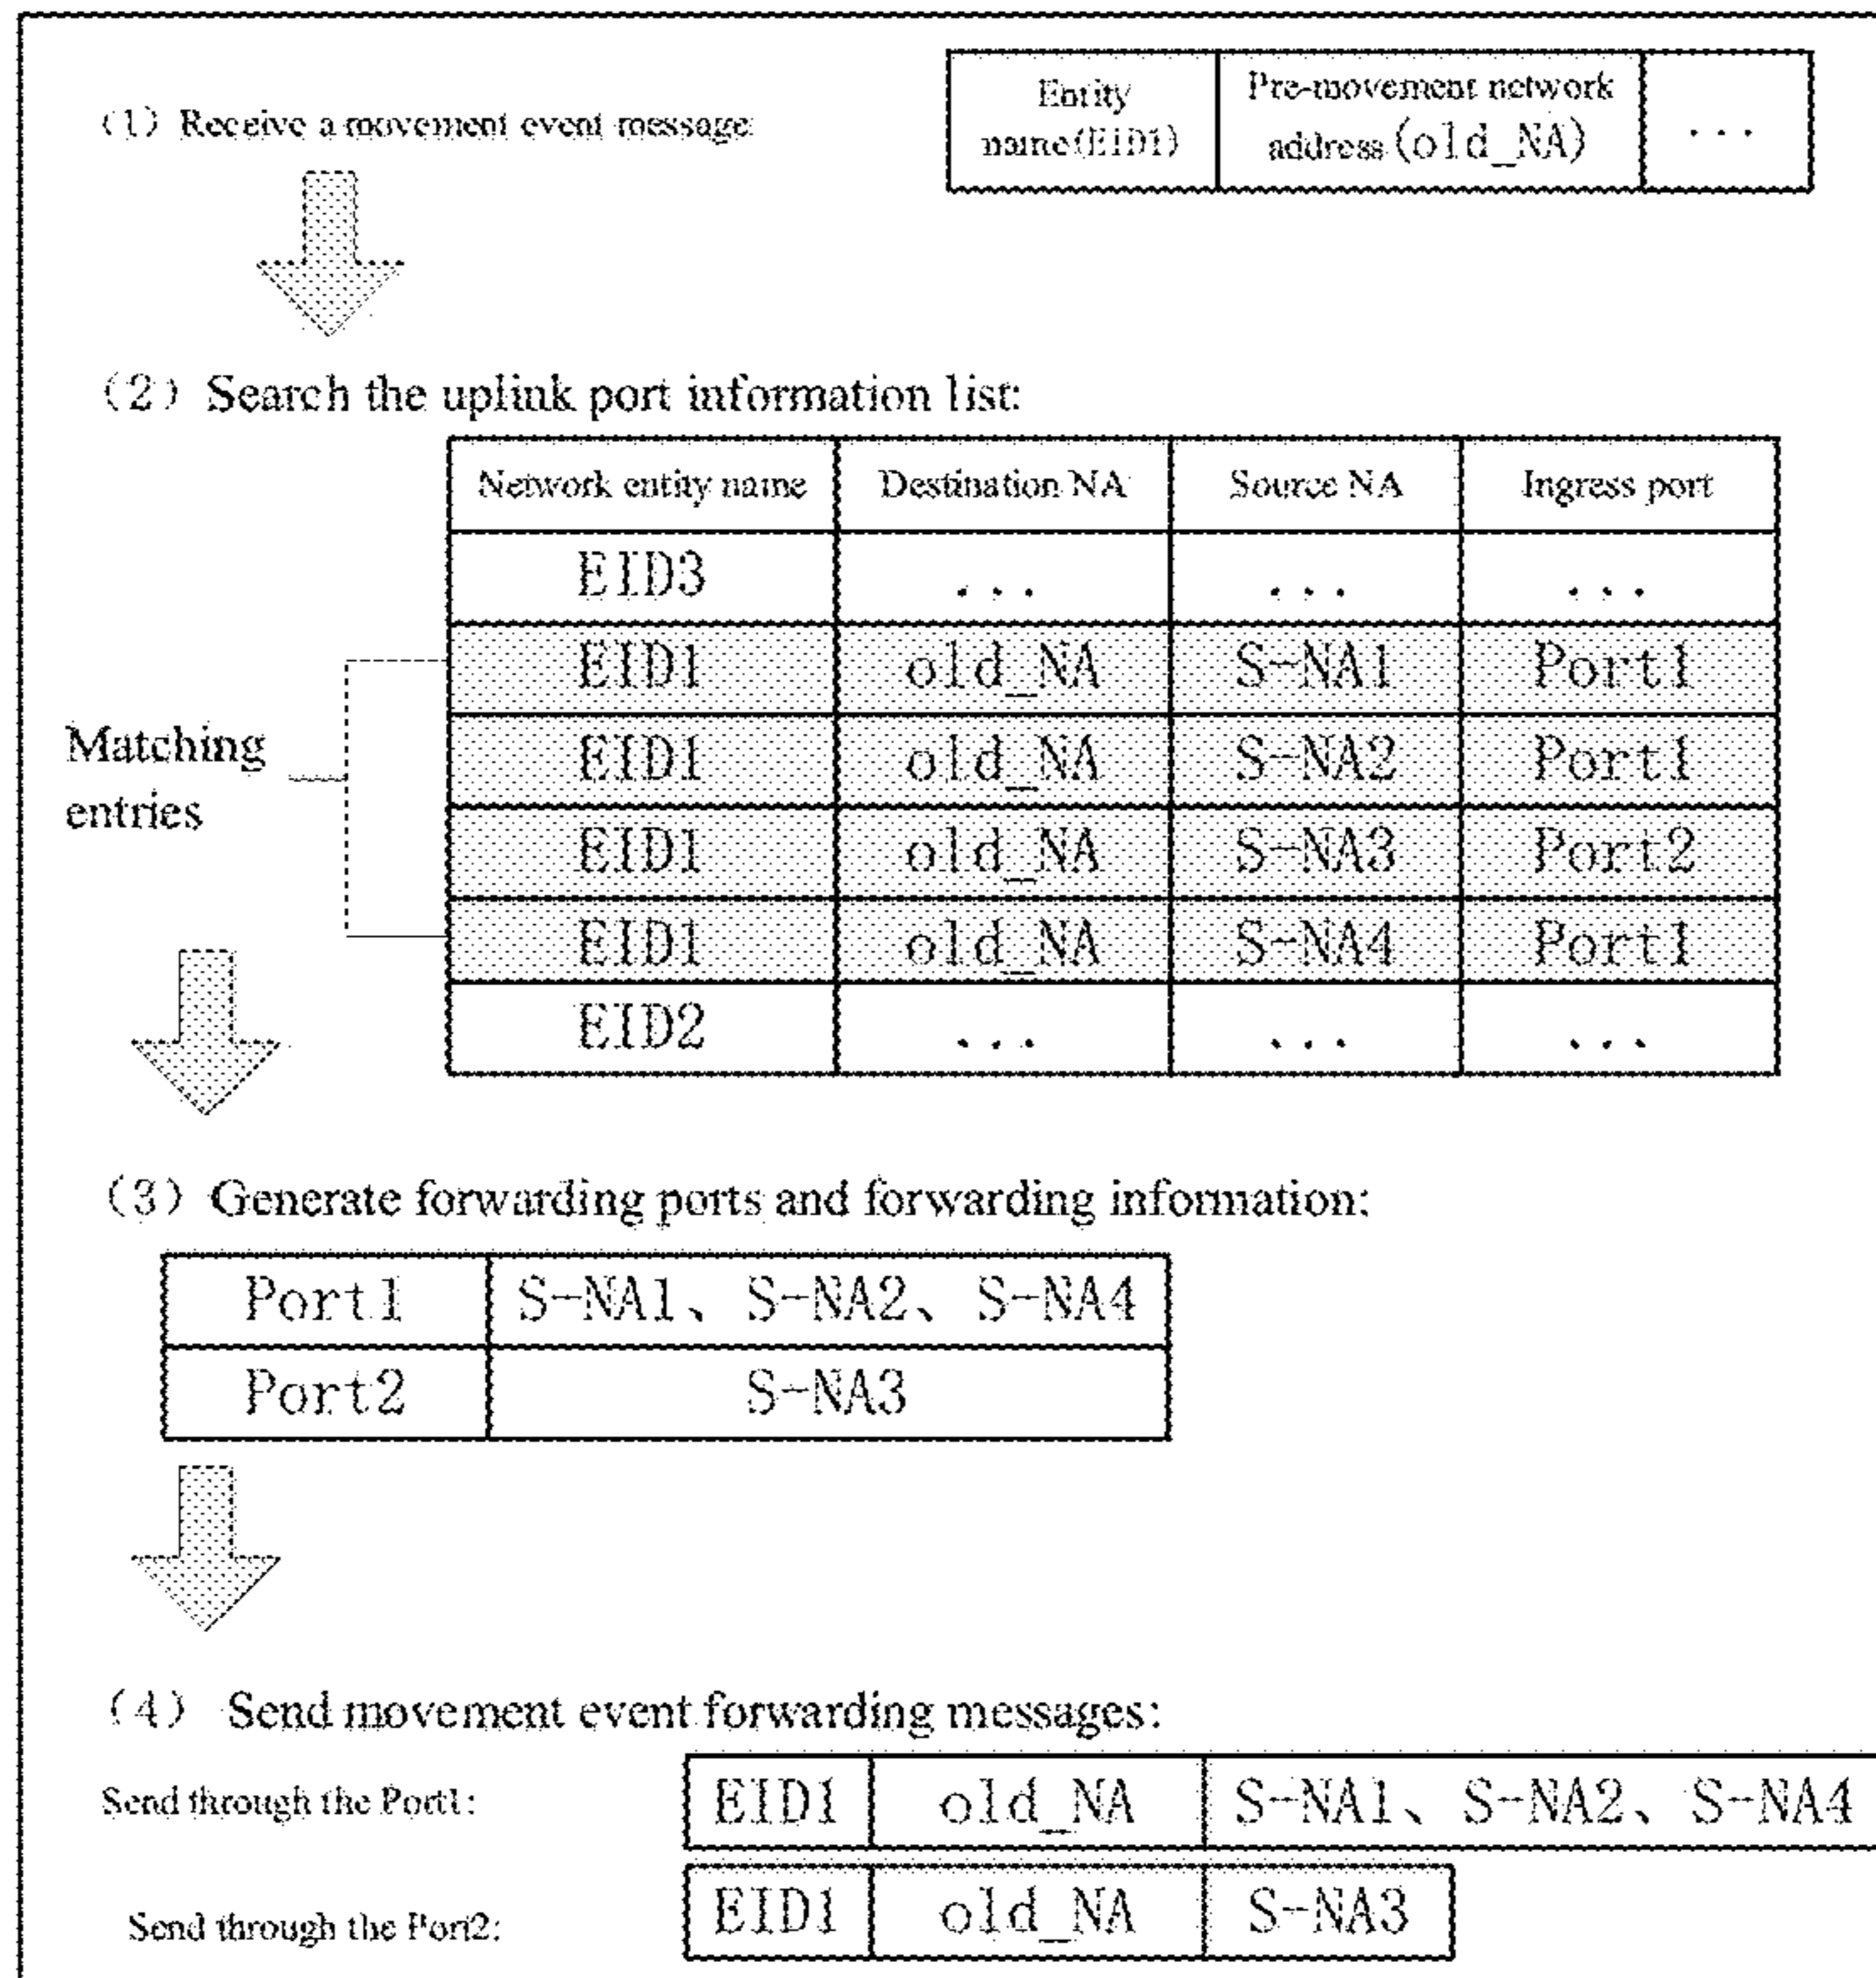 (1) Receive a movement event message:
Entity name(EID1) Pre-movement network address (old_NA) ...
(2) Search the uplink port information list:
Network entity name Destination NA Source NA Ingress port
EID3 ... ... ...
EID1 old_NA S-NA1 Port1
EID1 old_NA S-NA2 Port1
Matching entries
EID1 old_NA S-NA3 Port2
EID1 old_NA S-NA4 Port1
EID2 ... ... ...
(3) Generate forwarding ports and forwarding information:
Port1 S-NA1、S-NA2、S-NA4
Port2 S-NA3
(4) Send movement event forwarding messages:
Send through the Port1: EID1 old_NA S-NA1、S-NA2、S-NA4
Send through the Port2: EID1 old_NA S-NA3